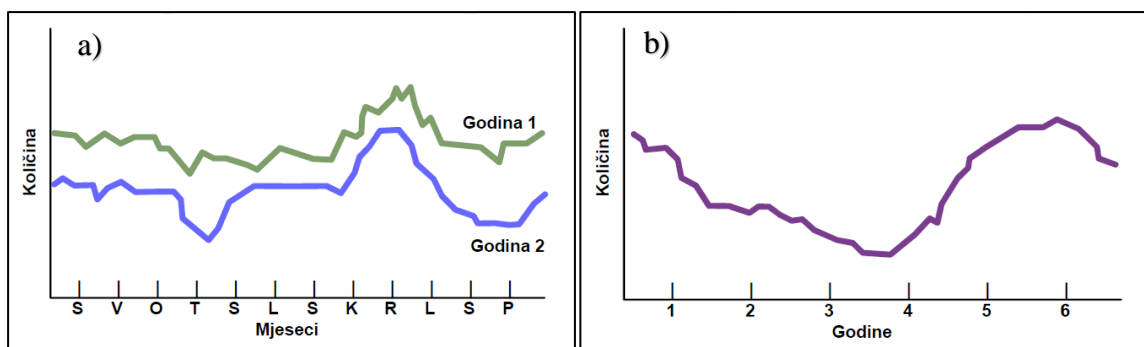 a)
Količina
Godina 1
Godina 2
S V O T S L S K R L S P
Mjeseci
b)
Količina
1 2 3 4 5 6
Godine